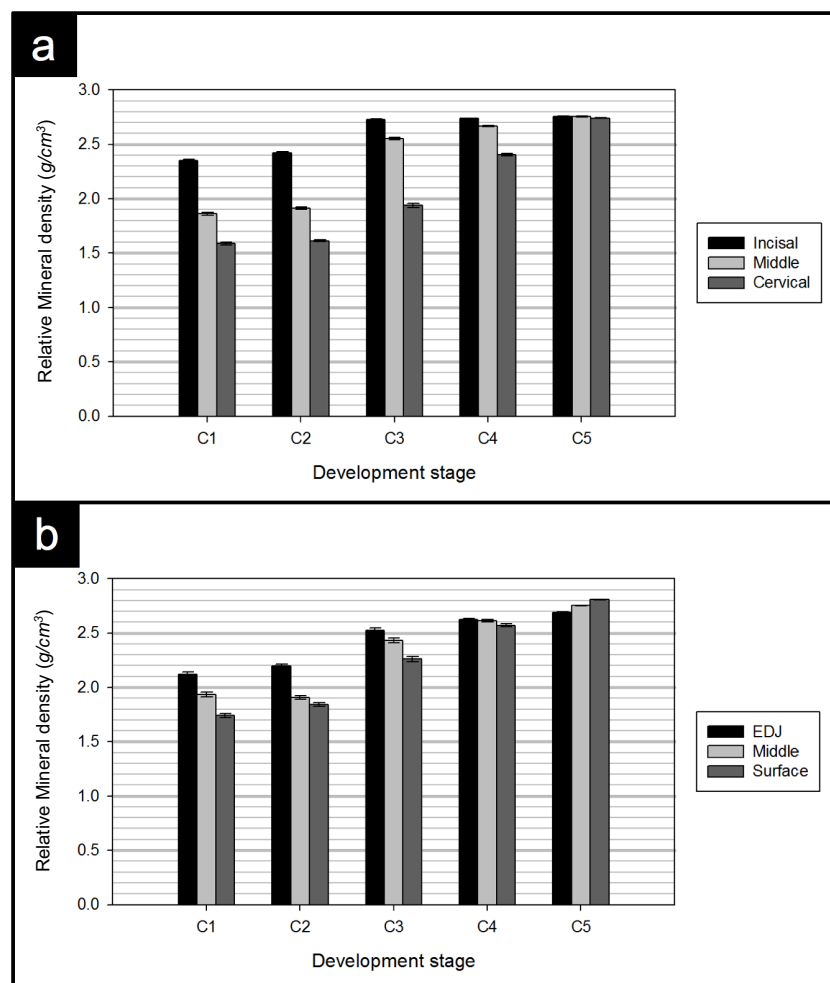 a
Relative Mineral density (g/cm³)
3.0
2.5
2.0
1.5
1.0
0.5
0.0
C1 C2 C3 C4 C5
Development stage
Incisal
Middle
Cervical
b
Relative Mineral density (g/cm³)
3.0
2.5
2.0
1.5
1.0
0.5
0.0
C1 C2 C3 C4 C5
Development stage
EDJ
Middle
Surface